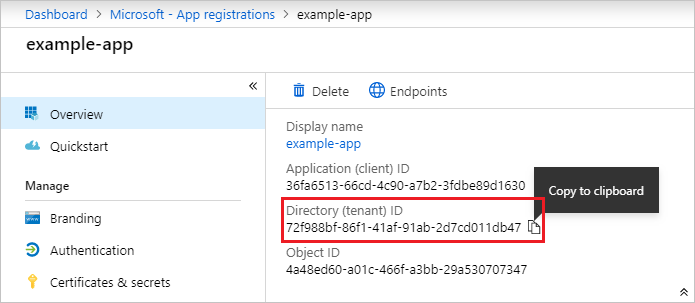 Dashboard > Microsoft - App registrations > example-app
example-app
«
Delete
Endpoints
Overview
Quickstart
Manage
Branding
Authentication
Certificates & secrets
Display name
example-app
Application (client) ID
36fa6513-66cd-4c90-a7b2-3fdbe89d1630
Copy to clipboard
Directory (tenant) ID
72f988bf-86f1-41af-91ab-2d7cd011db47
Object ID
4a48ed60-a01c-466f-a3bb-29a530707347